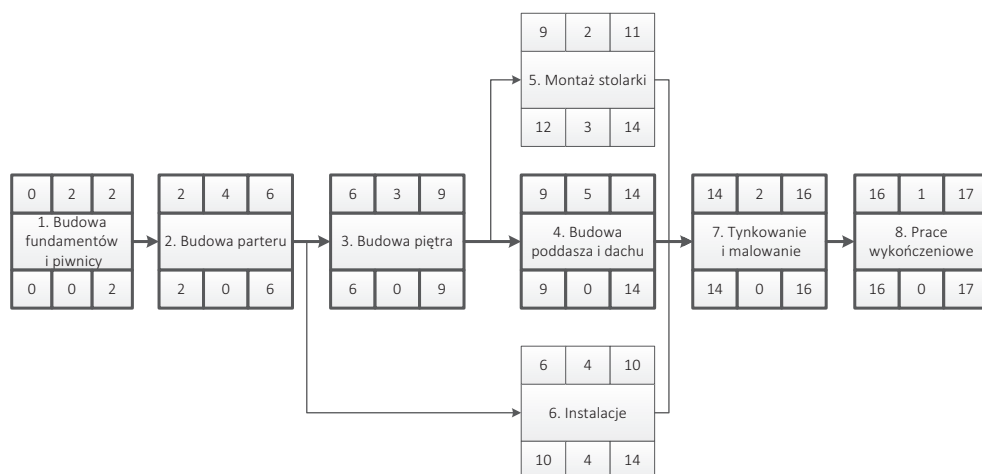 9 2 11
5. Montaż stolarki
12 3 14
0 2 2
1. Budowa
fundamentów
i piwnicy
0 0 2
2 4 6
2. Budowa parteru
2 0 6
6 3 9
3. Budowa piętra
6 0 9
9 5 14
4. Budowa
poddasza i dachu
9 0 14
14 2 16
7. Tynkowanie
i malowanie
14 0 16
16 1 17
8. Prace
wykończeniowe
16 0 17
6 4 10
6. Instalacje
10 4 14